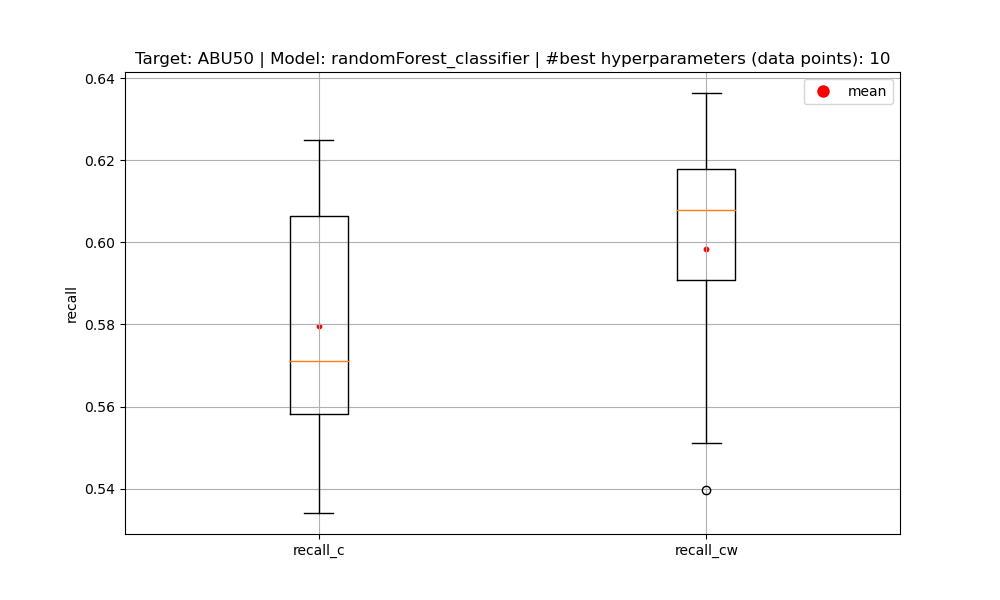 Target: ABU50 | Model: randomForest_classifier | #best hyperparameters (data points): 10
mean
0.64
0.62
0.60
0.58
0.56
0.54
recall
recall_c
recall_cw